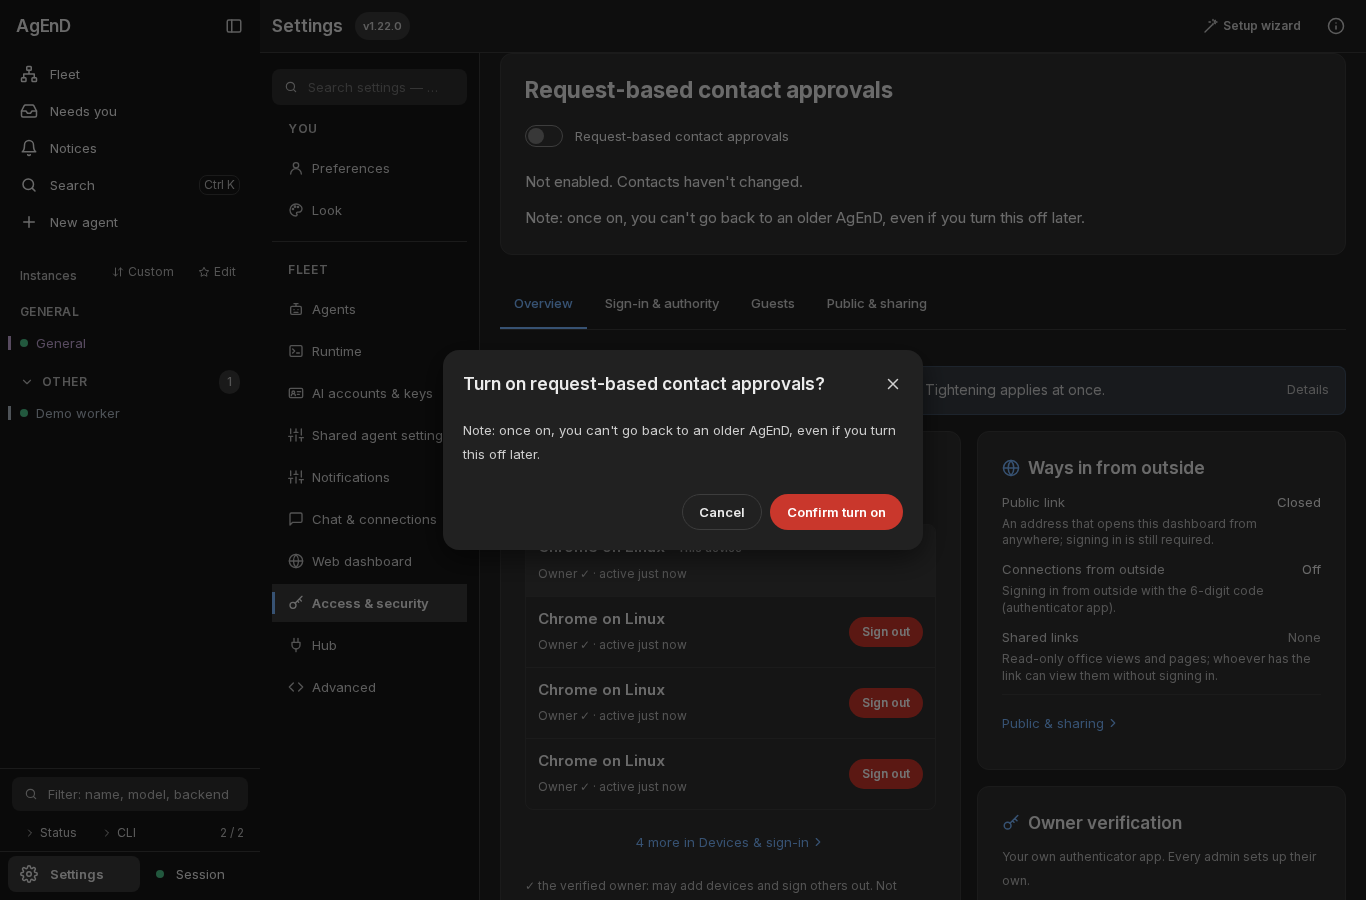 AgEnD
Fleet
Needs you
Notices
Search
Ctrl K
New agent
Instances
Custom
Edit
GENERAL
General
OTHER
1
Demo worker
Filter: name, model, backend
Status
CLI
2 / 2
Settings
Session
Settings
v1.22.0
Setup wizard
Search settings — ...
YOU
Preferences
Look
FLEET
Agents
Runtime
AI accounts & keys
Shared agent setting
Notifications
Chat & connections
Web dashboard
Access & security
Hub
Advanced
Request-based contact approvals
Request-based contact approvals
Not enabled. Contacts haven't changed.
Note: once on, you can't go back to an older AgEnD, even if you turn this off later.
Overview
Sign-in & authority
Guests
Public & sharing
Tightening applies at once.
Details
Turn on request-based contact approvals?
Note: once on, you can't go back to an older AgEnD, even if you turn
this off later.
Cancel
Confirm turn on
Chrome on Linux
This device
Owner ✓ · active just now
Chrome on Linux
Owner ✓ · active just now
Sign out
Chrome on Linux
Owner ✓ · active just now
Sign out
Chrome on Linux
Owner ✓ · active just now
Sign out
4 more in Devices & sign-in
✓ the verified owner: may add devices and sign others out. Not
Ways in from outside
Public link
Closed
An address that opens this dashboard from
anywhere; signing in is still required.
Connections from outside
Off
Signing in from outside with the 6-digit code
(authenticator app).
Shared links
None
Read-only office views and pages; whoever has the
link can view them without signing in.
Public & sharing
Owner verification
Your own authenticator app. Every admin sets up their
own.